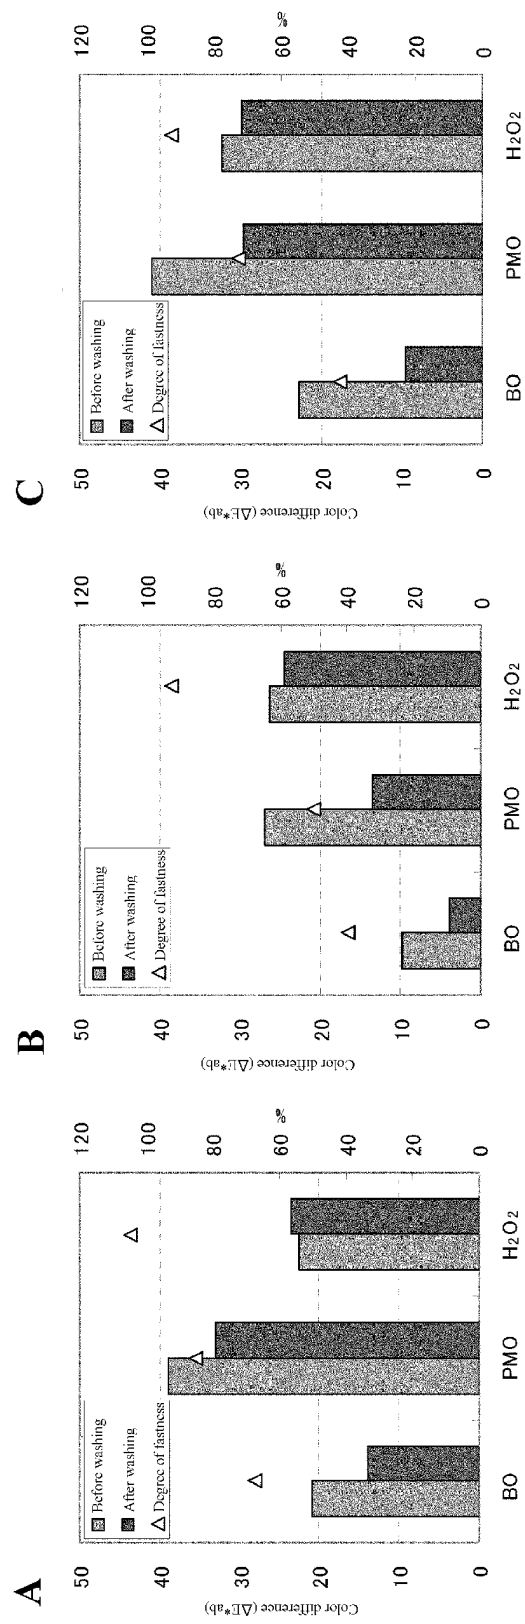 A
Before washing
After washing
Degree of fastness
Color difference (ΔE*ab)
50
40
30
20
10
0
120
100
80
60
40
20
0
%
BO
PMO
H2O2
B
Before washing
After washing
Degree of fastness
Color difference (ΔE*ab)
50
40
30
20
10
0
120
100
80
60
40
20
0
%
BO
PMO
H2O2
C
Before washing
After washing
Degree of fastness
Color difference (ΔE*ab)
50
40
30
20
10
0
120
100
80
60
40
20
0
%
BO
PMO
H2O2